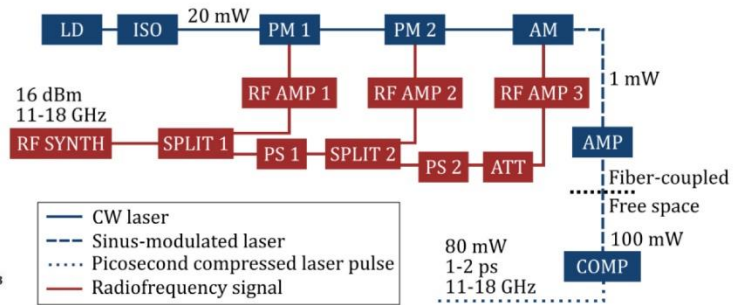 20 mW
LD ISO PM 1 PM 2 AM
1 mW
RF AMP 1 RF AMP 2 RF AMP 3
16 dBm
11-18 GHz
RF SYNTH SPLIT 1 PS 1 SPLIT 2 PS 2 ATT
AMP
Fiber-coupled
Free space
CW laser
Sinus-modulated laser
Picosecond compressed laser pulse
Radiofrequency signal
80 mW
1-2 ps
11-18 GHz
100 mW
COMP